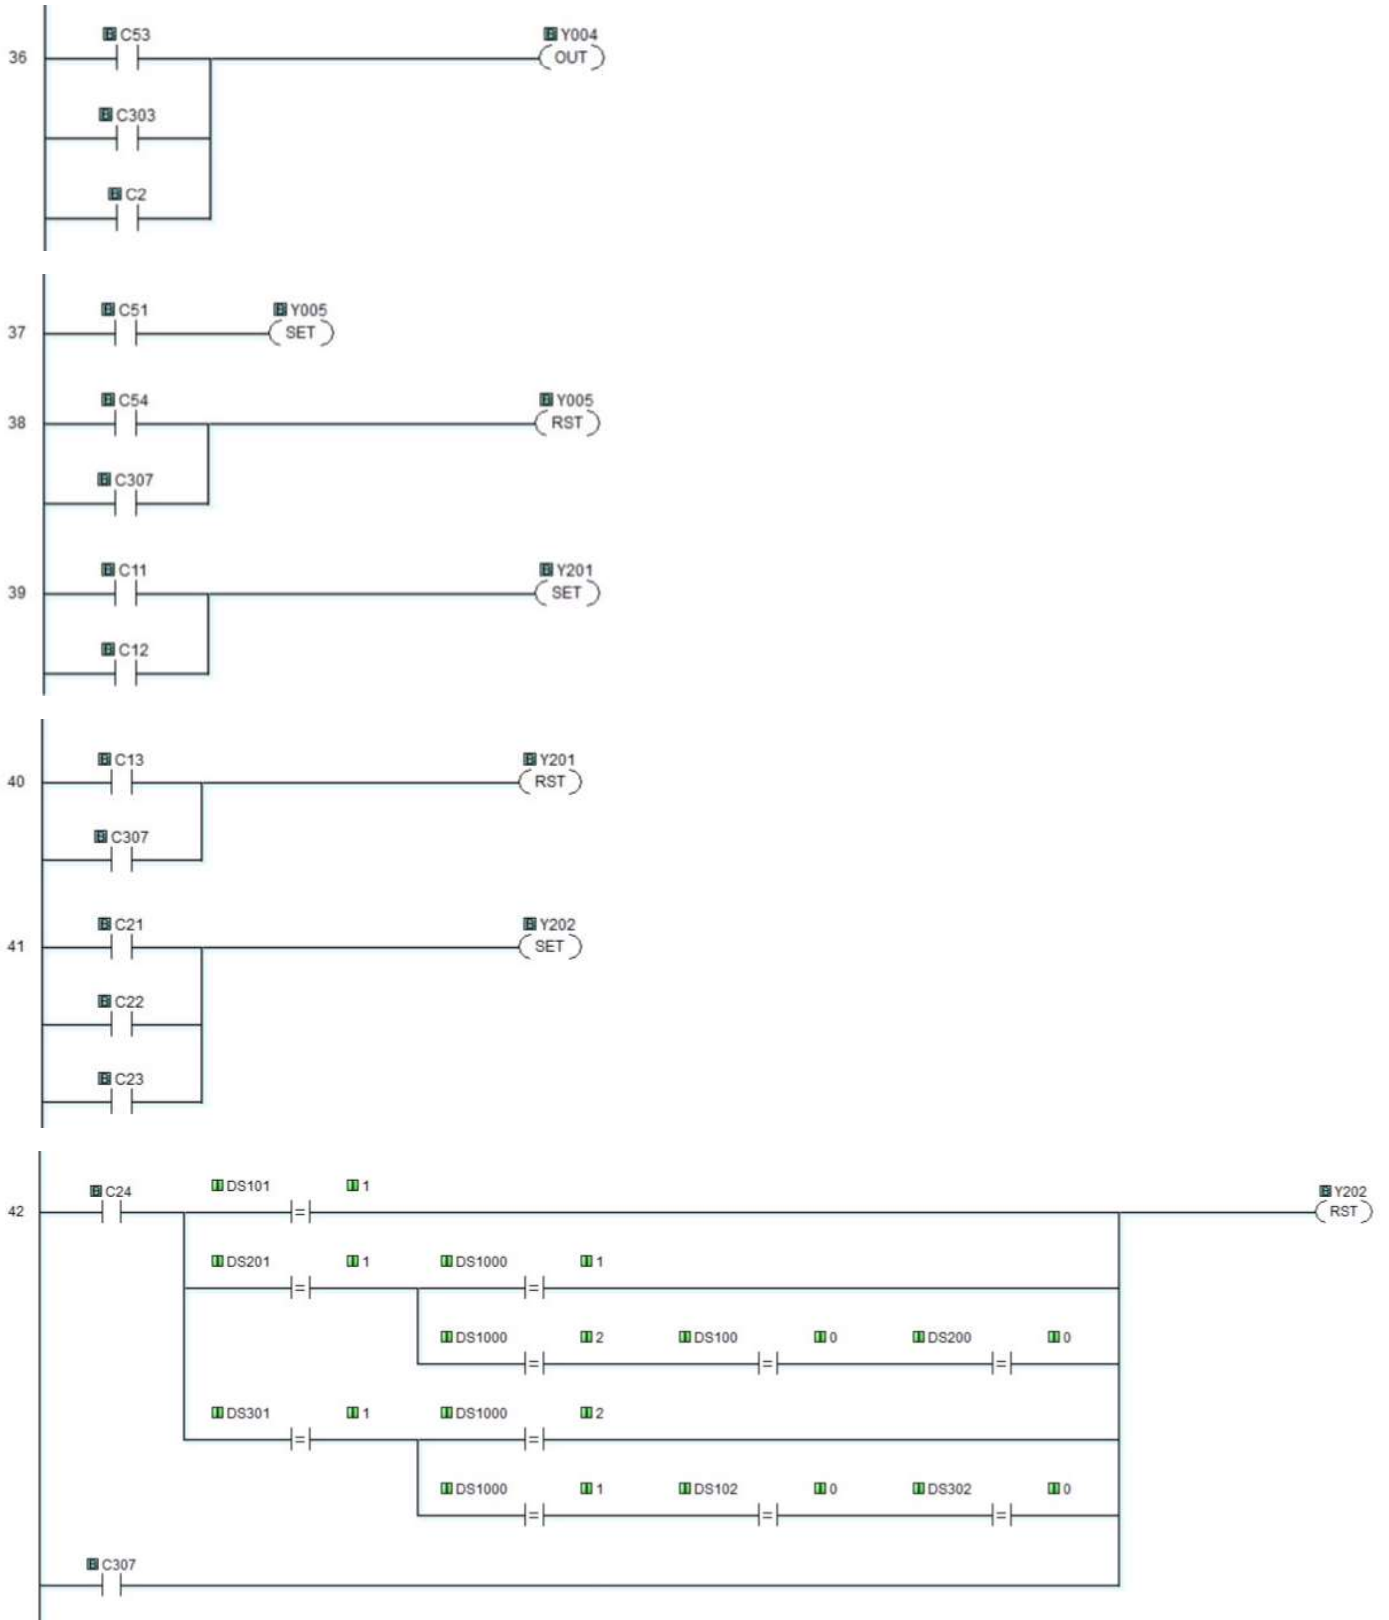 B C53 B Y004
36 OUT
B C303
B C2
B C51 B Y005
37 SET
B C54 B Y005
38 RST
B C307
B C11 B Y201
39 SET
B C12
B C13 B Y201
40 RST
B C307
B C21 B Y202
41 SET
B C22
B C23
B C24 I DS101 I 1 B Y202
42 = RST
I DS201 I 1 I DS1000 I 1
= =
I DS1000 I 2 I DS100 I 0 I DS200 I 0
= = =
I DS301 I 1 I DS1000 I 2
= =
I DS1000 I 1 I DS102 I 0 I DS302 I 0
= = =
B C307